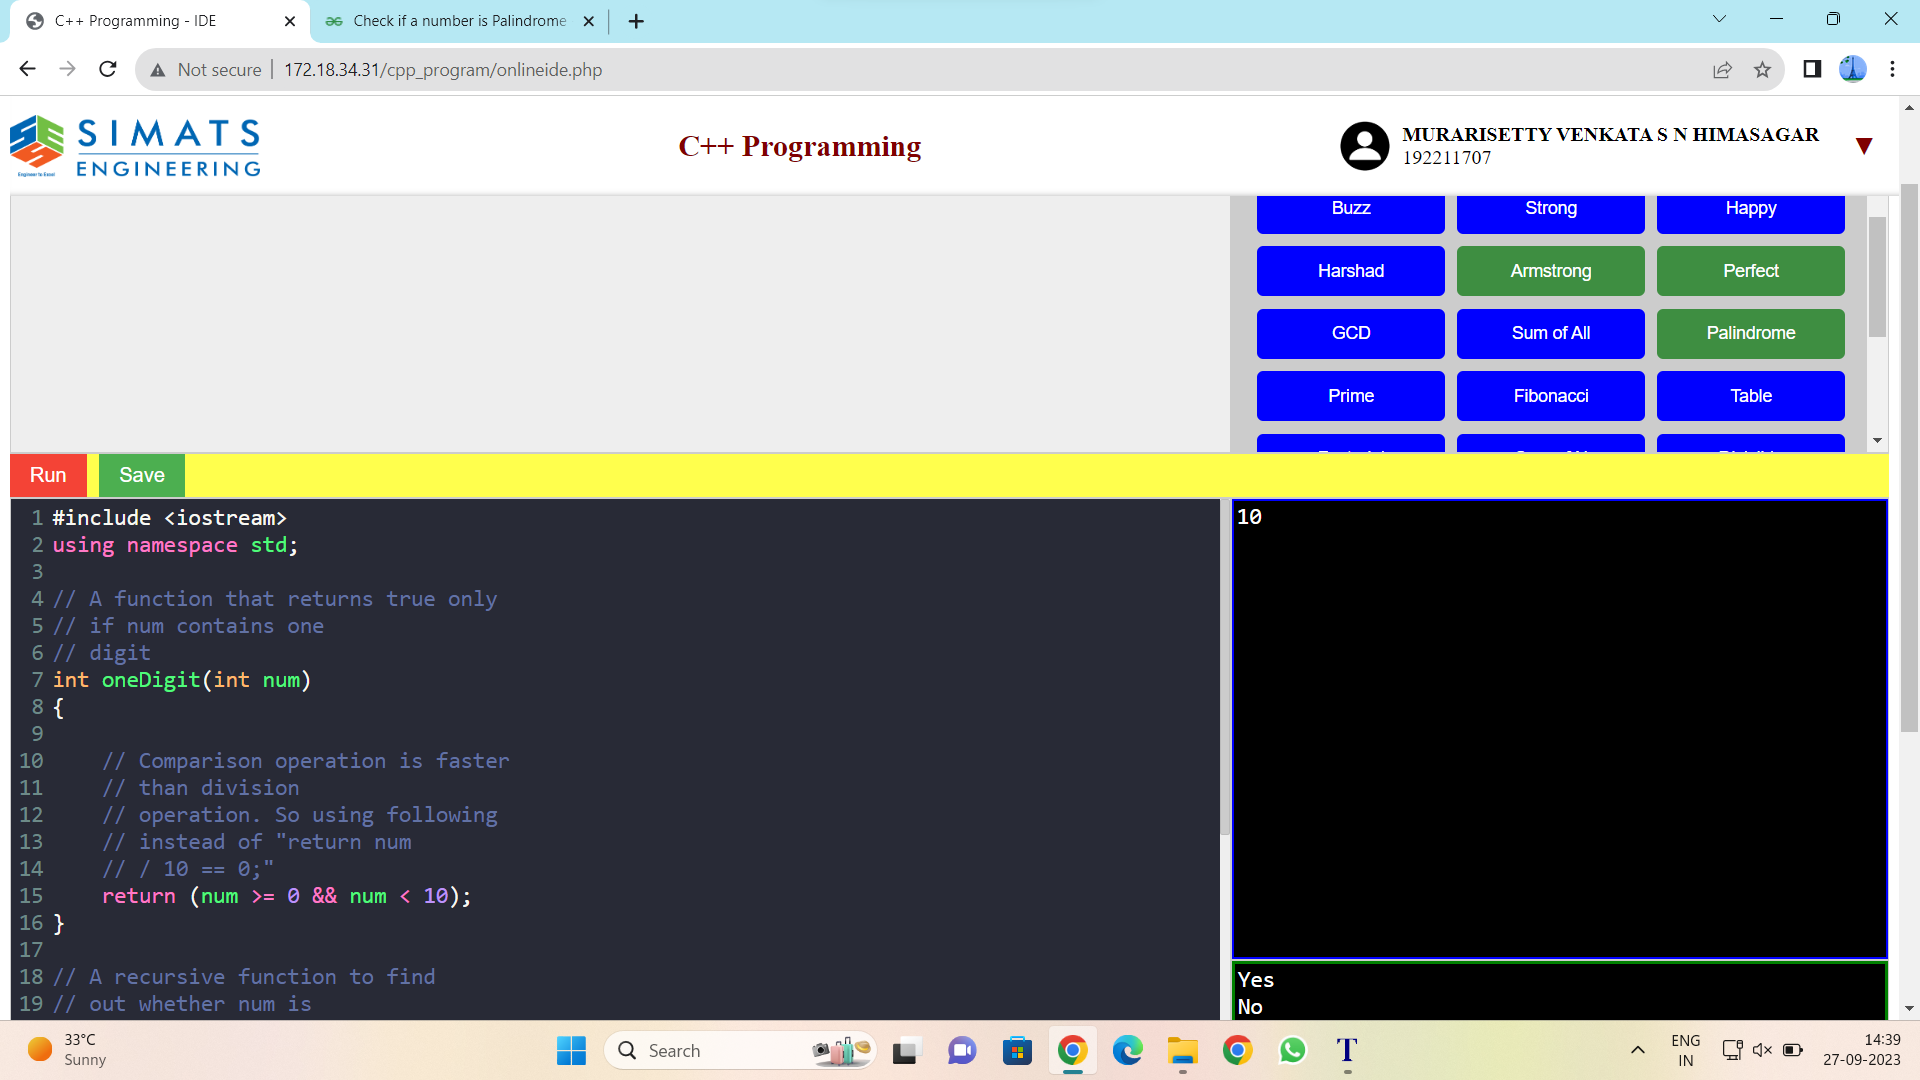 C++ Programming - IDE
Check if a number is Palindrome
Not secure
172.18.34.31/cpp_program/onlineide.php
SIMATS
ENGINEERING
Engineer to Excel
C++ Programming
MURARISETTY VENKATA S N HIMASAGAR
192211707
Buzz Strong Happy
Harshad Armstrong Perfect
GCD Sum of All Palindrome
Prime Fibonacci Table
Run Save
1 #include <iostream>
2 using namespace std;
3
4 // A function that returns true only
5 // if num contains one
6 // digit
7 int oneDigit(int num)
8 {
9
10 // Comparison operation is faster
11 // than division
12 // operation. So using following
13 // instead of "return num
14 // / 10 == 0;"
15 return (num >= 0 && num < 10);
16 }
17
18 // A recursive function to find
19 // out whether num is
10
Yes
No
33°C
Sunny
Search
T
ENG
IN
14:39
27-09-2023